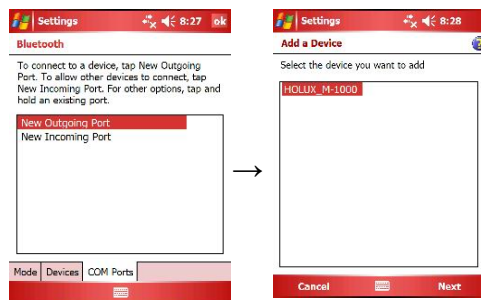 Settings 8:27 ok
Bluetooth
To connect to a device, tap New Outgoing
Port. To allow other devices to connect, tap
New Incoming Port. For other options, tap and
hold an existing port.
New Outgoing Port
New Incoming Port
Mode Devices COM Ports
→
Settings 8:28
Add a Device
Select the device you want to add
HOLUX_M-1000
Cancel Next